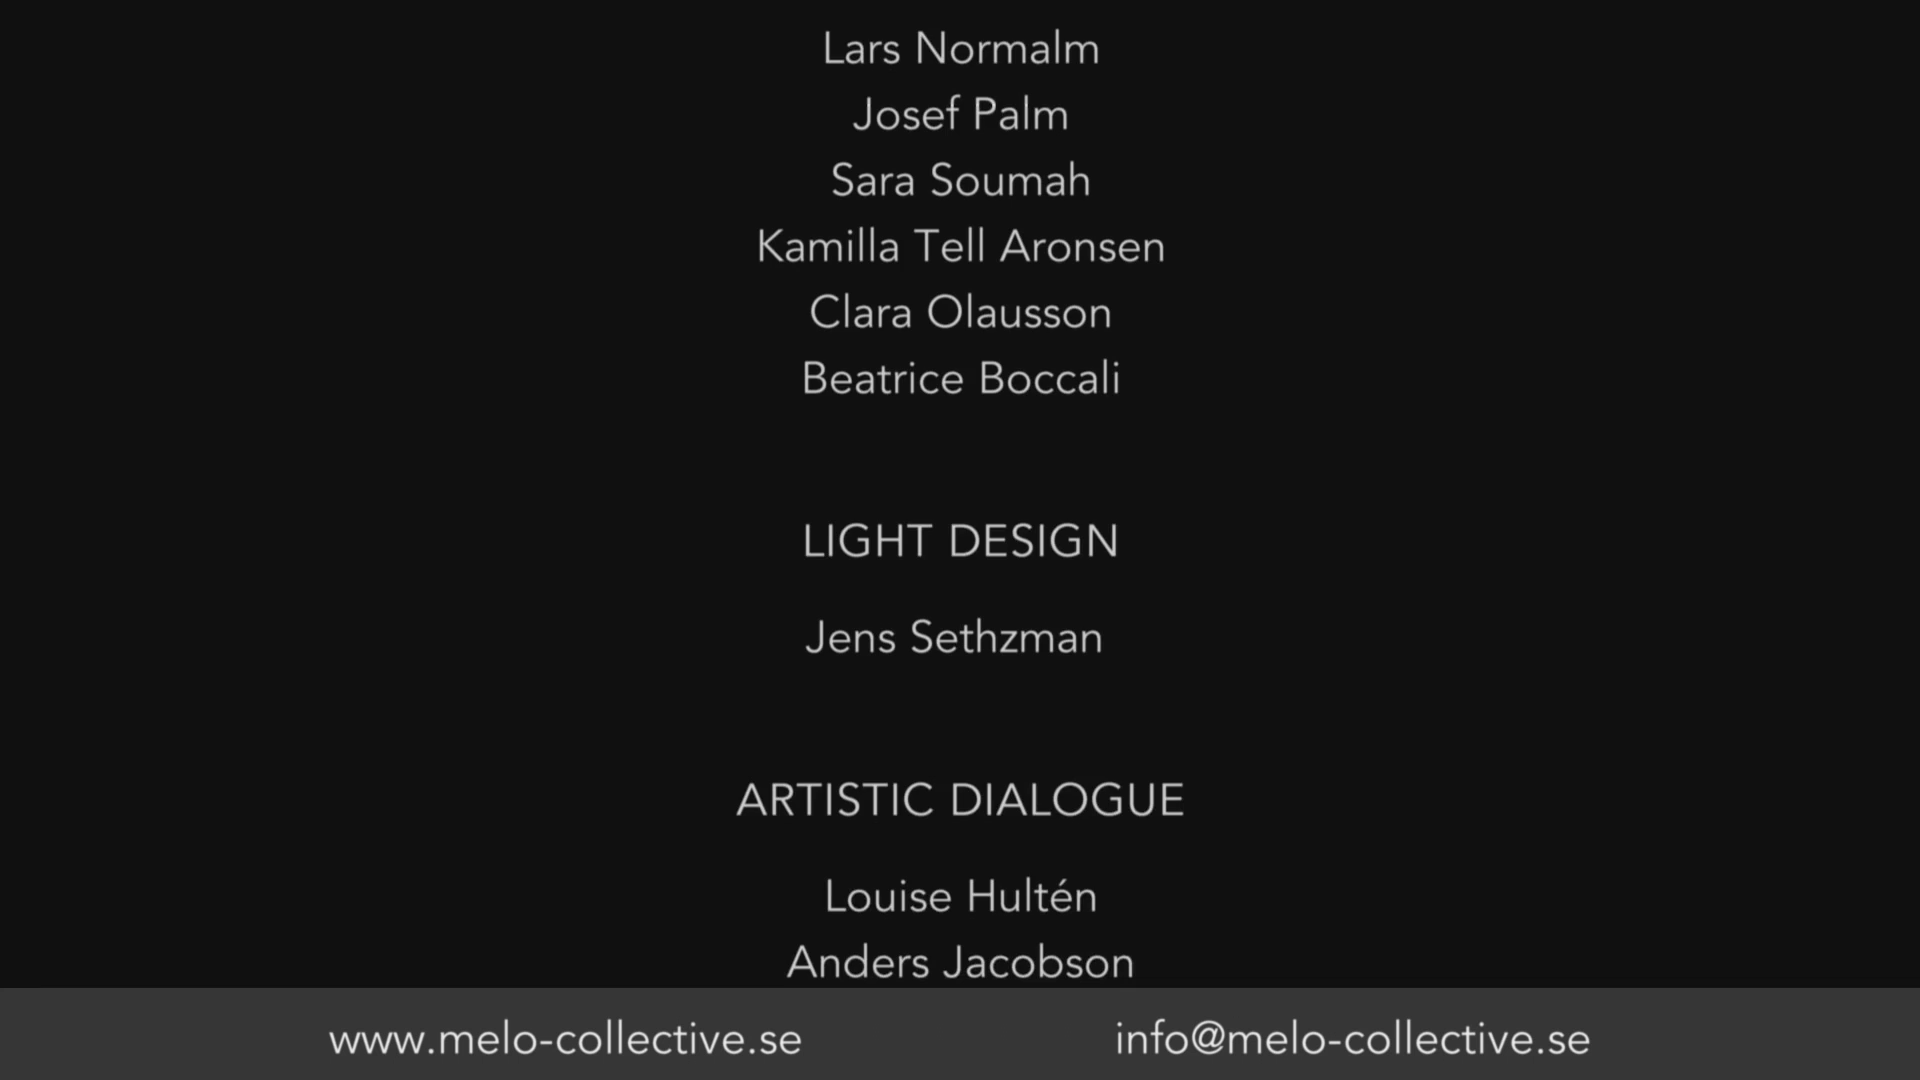 Lars Normalm
Josef Palm
Sara Soumah
Kamilla Tell Aronsen
Clara Olausson
Beatrice Boccali
LIGHT DESIGN
Jens Sethzman
ARTISTIC DIALOGUE
Louise Hultén
Anders Jacobson
www.melo-collective.se
info@melo-collective.se